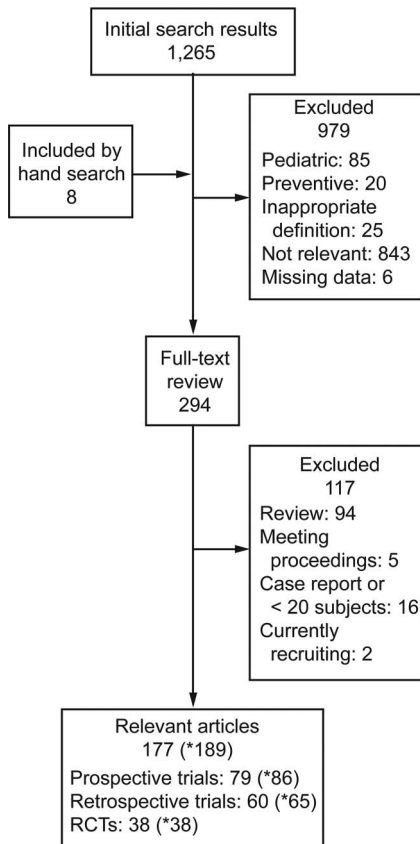 Initial search results
1,265
Included by
hand search
8
Excluded
979
Pediatric: 85
Preventive: 20
Inappropriate
definition: 25
Not relevant: 843
Missing data: 6
Full-text
review
294
Excluded
117
Review: 94
Meeting
proceedings: 5
Case report or
< 20 subjects: 16
Currently
recruiting: 2
Relevant articles
177 (*189)
Prospective trials: 79 (*86)
Retrospective trials: 60 (*65)
RCTs: 38 (*38)